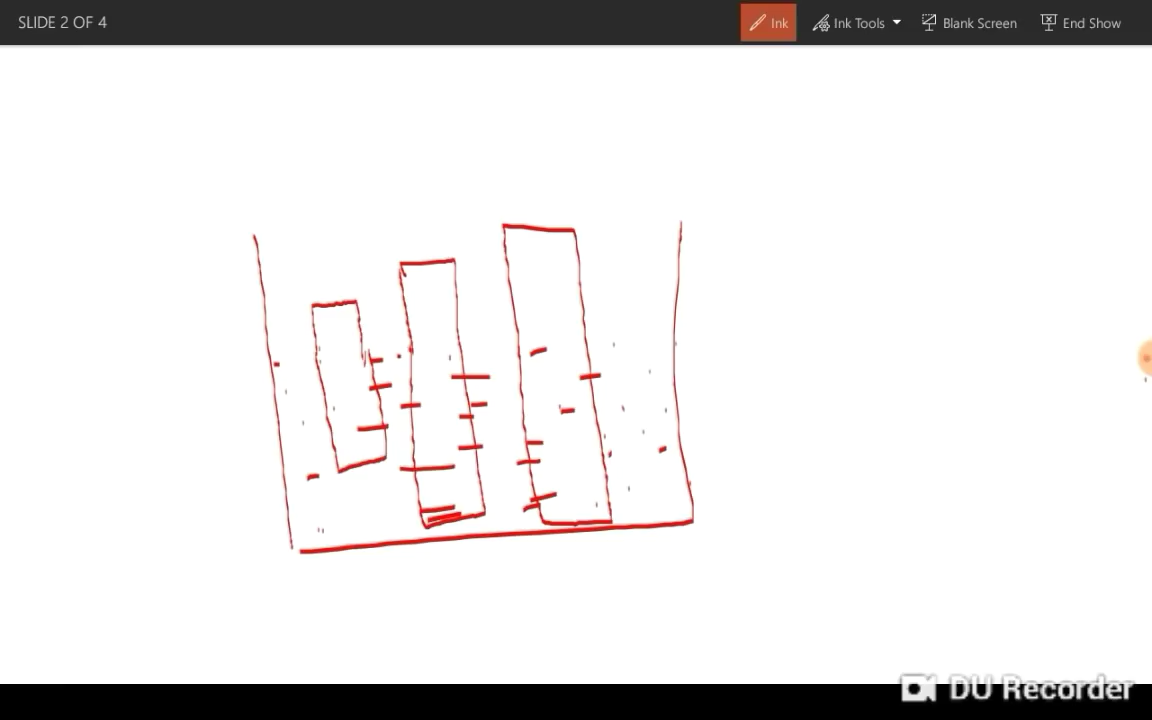 SLIDE 2 OF 4
Ink
Ink Tools
Blank Screen
End Show
DU Recorder